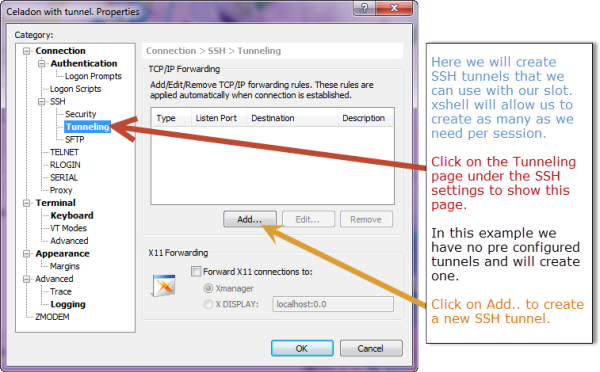 Celadon with tunnel. Properties
Category:
Connection
Authentication
Logon Prompts
Logon Scripts
SSH
Security
Tunneling
SFTP
TELNET
RLOGIN
SERIAL
Proxy
Terminal
Keyboard
VT Modes
Advanced
Appearance
Margins
Advanced
Trace
Logging
ZMODEM
Connection > SSH > Tunneling
TCP/IP Forwarding
Add/Edit/Remove TCP/IP forwarding rules. These rules are
applied automatically when connection is established.
Type Listen Port Destination Description
Add... Edit... Remove
X11 Forwarding
Forward X11 connections to:
Xmanager
X DISPLAY: localhost:0.0
OK Cancel
Here we will create
SSH tunnels that we
can use with our slot.
xshell will allow us to
create as many as we
need per session.
Click on the Tunneling
page under the SSH
settings to show this
page.
In this example we
have no pre configured
tunnels and will create
one.
Click on Add.. to create
a new SSH tunnel.